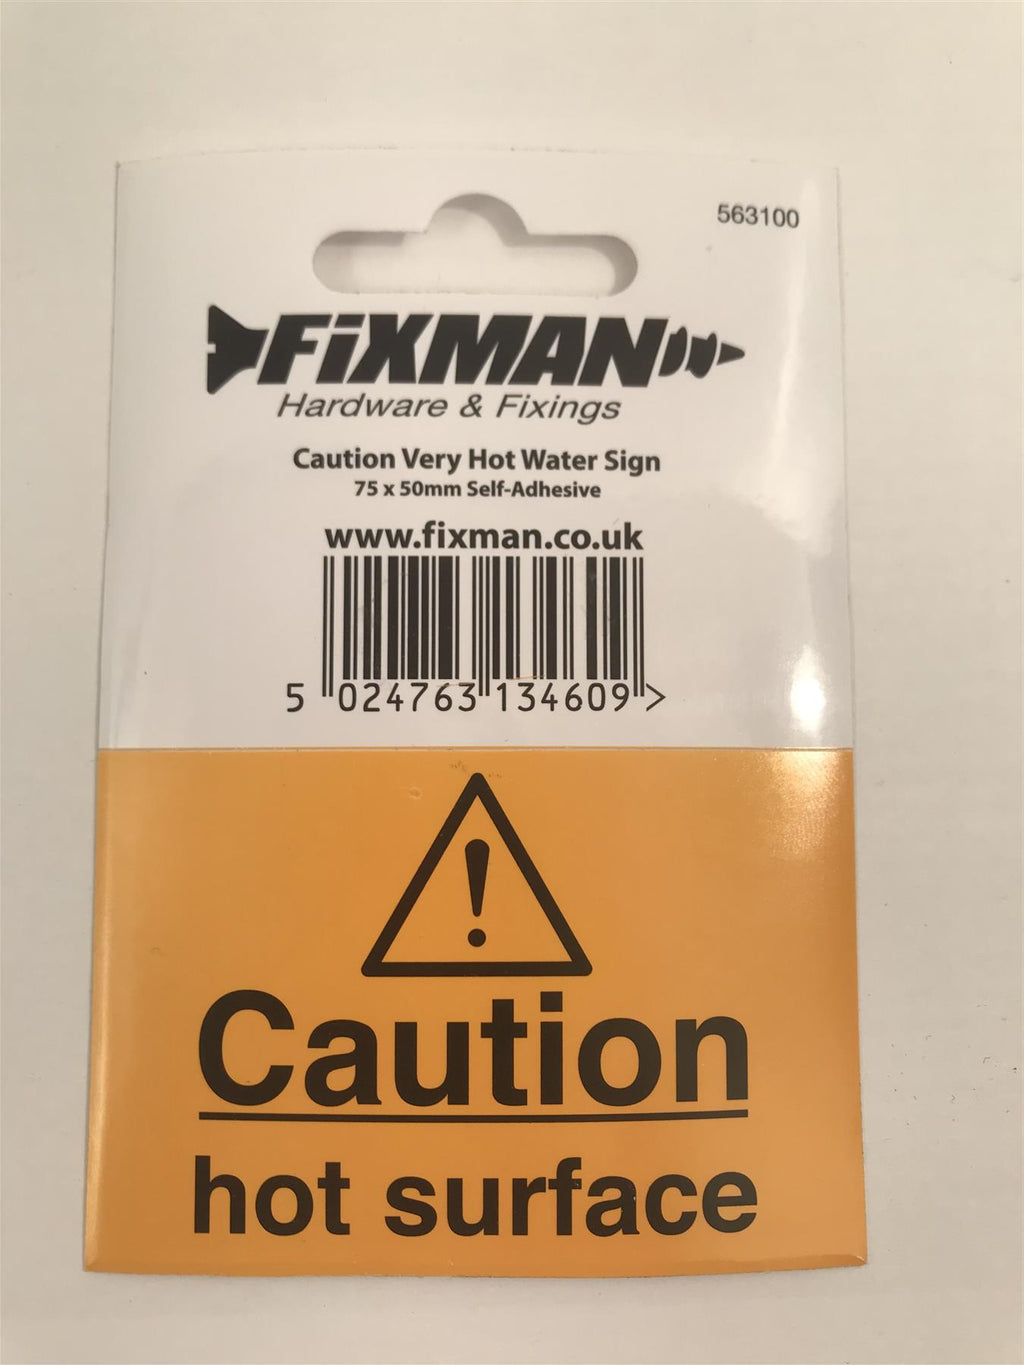 563100
FiXMAN
Hardware & Fixings
Caution Very Hot Water Sign
75 x 50mm Self-Adhesive
www.fixman.co.uk
5 024763 134609 >
!
Caution
hot surface